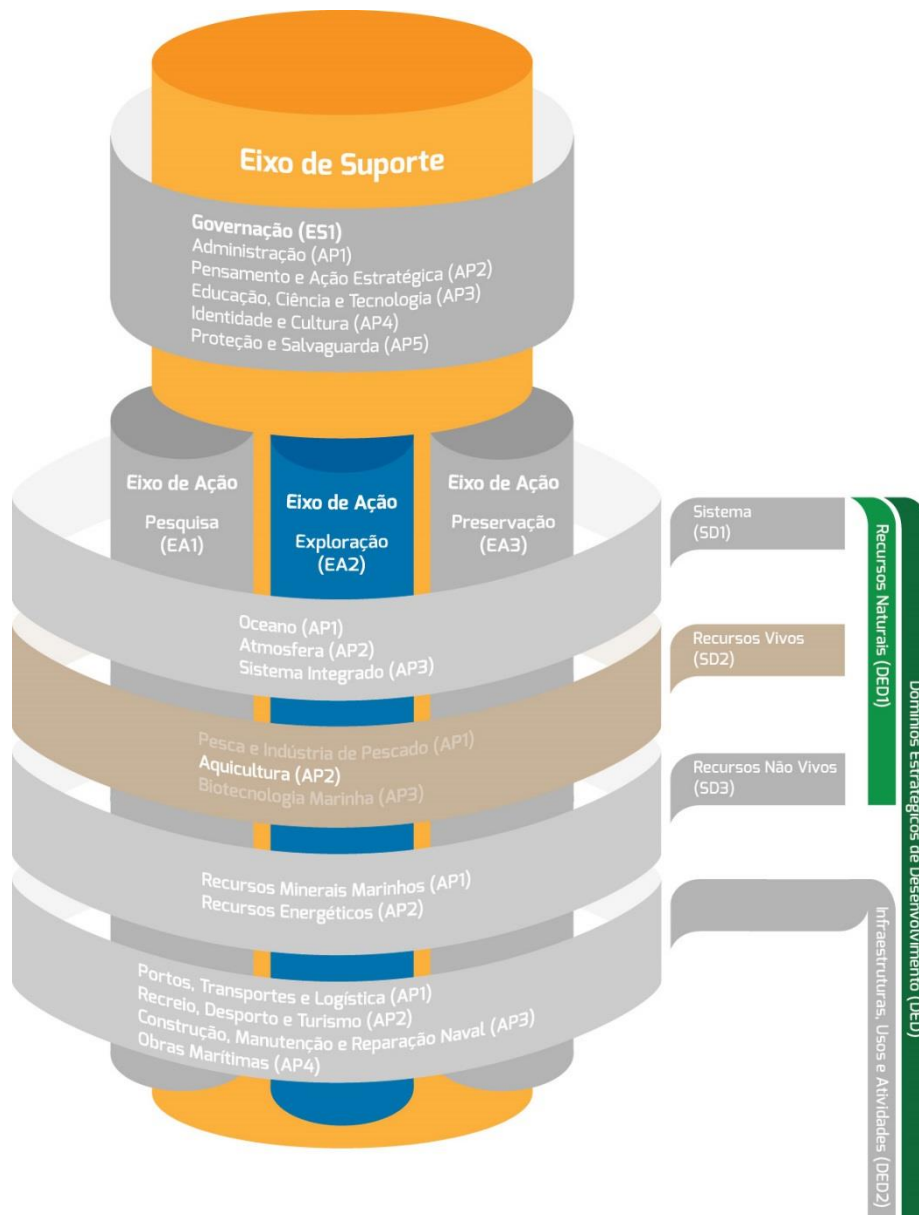 Eixo de Suporte
Governação (ES1)
Administração (AP1)
Pensamento e Ação Estratégica (AP2)
Educação, Ciência e Tecnologia (AP3)
Identidade e Cultura (AP4)
Proteção e Salvaguarda (AP5)
Eixo de Ação
Pesquisa
(EA1)
Eixo de Ação
Exploração
(EA2)
Eixo de Ação
Preservação
(EA3)
Oceano (AP1)
Atmosfera (AP2)
Sistema Integrado (AP3)
Pesca e Indústria de Pescado (AP1)
Aquicultura (AP2)
Biotecnologia Marinha (AP3)
Recursos Minerais Marinhos (AP1)
Recursos Energéticos (AP2)
Portos, Transportes e Logística (AP1)
Recreio, Desporto e Turismo (AP2)
Construção, Manutenção e Reparação Naval (AP3)
Obras Marítimas (AP4)
Sistema
(SD1)
Recursos Vivos
(SD2)
Recursos Não Vivos
(SD3)
Recursos Naturais (DED1)
Infraestruturas, Usos e Atividades (DED2)
Domínios Estratégicos de Desenvolvimento (DED)